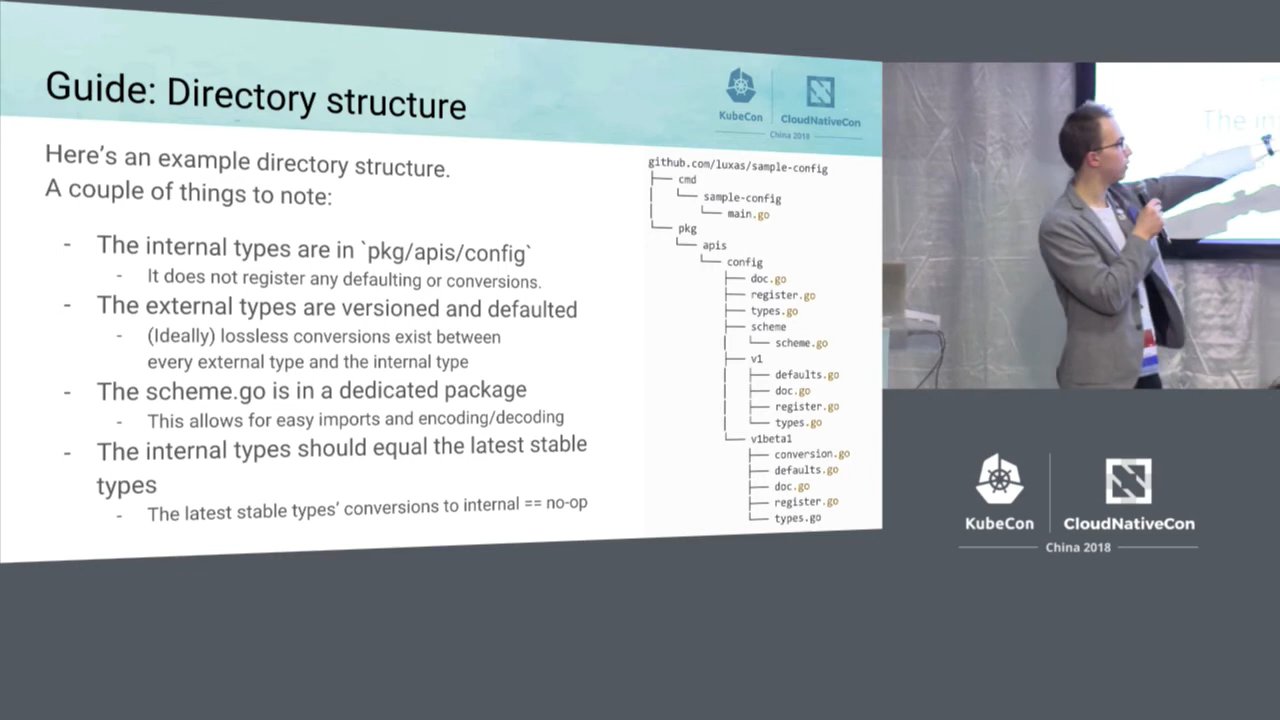 Guide: Directory structure
KubeCon
CloudNativeCon
China 2018
Here's an example directory structure.
A couple of things to note:
- The internal types are in `pkg/apis/config`
- It does not register any defaulting or conversions.
- The external types are versioned and defaulted
- (Ideally) lossless conversions exist between
every external type and the internal type
- The scheme.go is in a dedicated package
- This allows for easy imports and encoding/decoding
- The internal types should equal the latest stable
types
- The latest stable types' conversions to internal == no-op
github.com/luxas/sample-config
├── cmd
│   └── sample-config
│       └── main.go
└── pkg
    └── apis
        └── config
            ├── doc.go
            ├── register.go
            ├── types.go
            ├── scheme
            │   └── scheme.go
            ├── v1
            │   ├── defaults.go
            │   ├── doc.go
            │   ├── register.go
            │   └── types.go
            └── v1beta1
                ├── conversion.go
                ├── defaults.go
                ├── doc.go
                ├── register.go
                └── types.go
The in
KubeCon
CloudNativeCon
China 2018